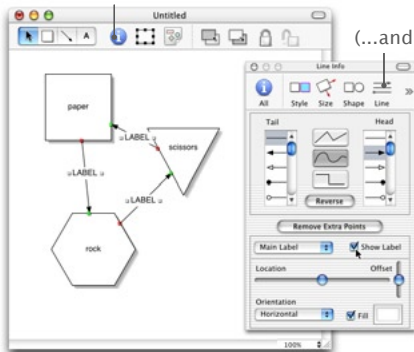 Untitled
A
(...and
Line Info
All
Style
Size
Shape
Line
Tail
Head
Reverse
Remove Extra Points
Main Label
Show Label
Location
Offset
Orientation
Horizontal
Fill
paper
scissors
LABEL
LABEL
LABEL
rock
100%